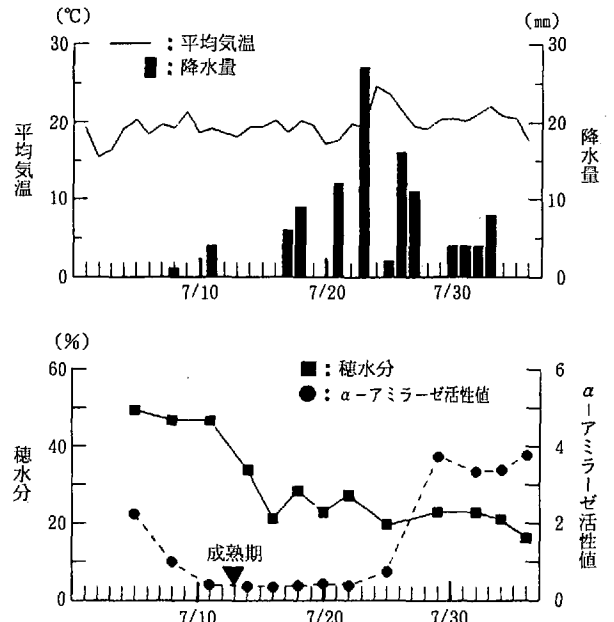 (℃)
(㎜)
30
― : 平均気温
■ : 降水量
30
20
20
10
10
0
0
平均気温
降水量
7/10
7/20
7/30
(%)
60
■ : 穂水分
● : α-アミラーゼ活性値
6
40
4
20
2
0
0
成熟期
穂水分
α-アミラーゼ活性値
7/10
7/20
7/30